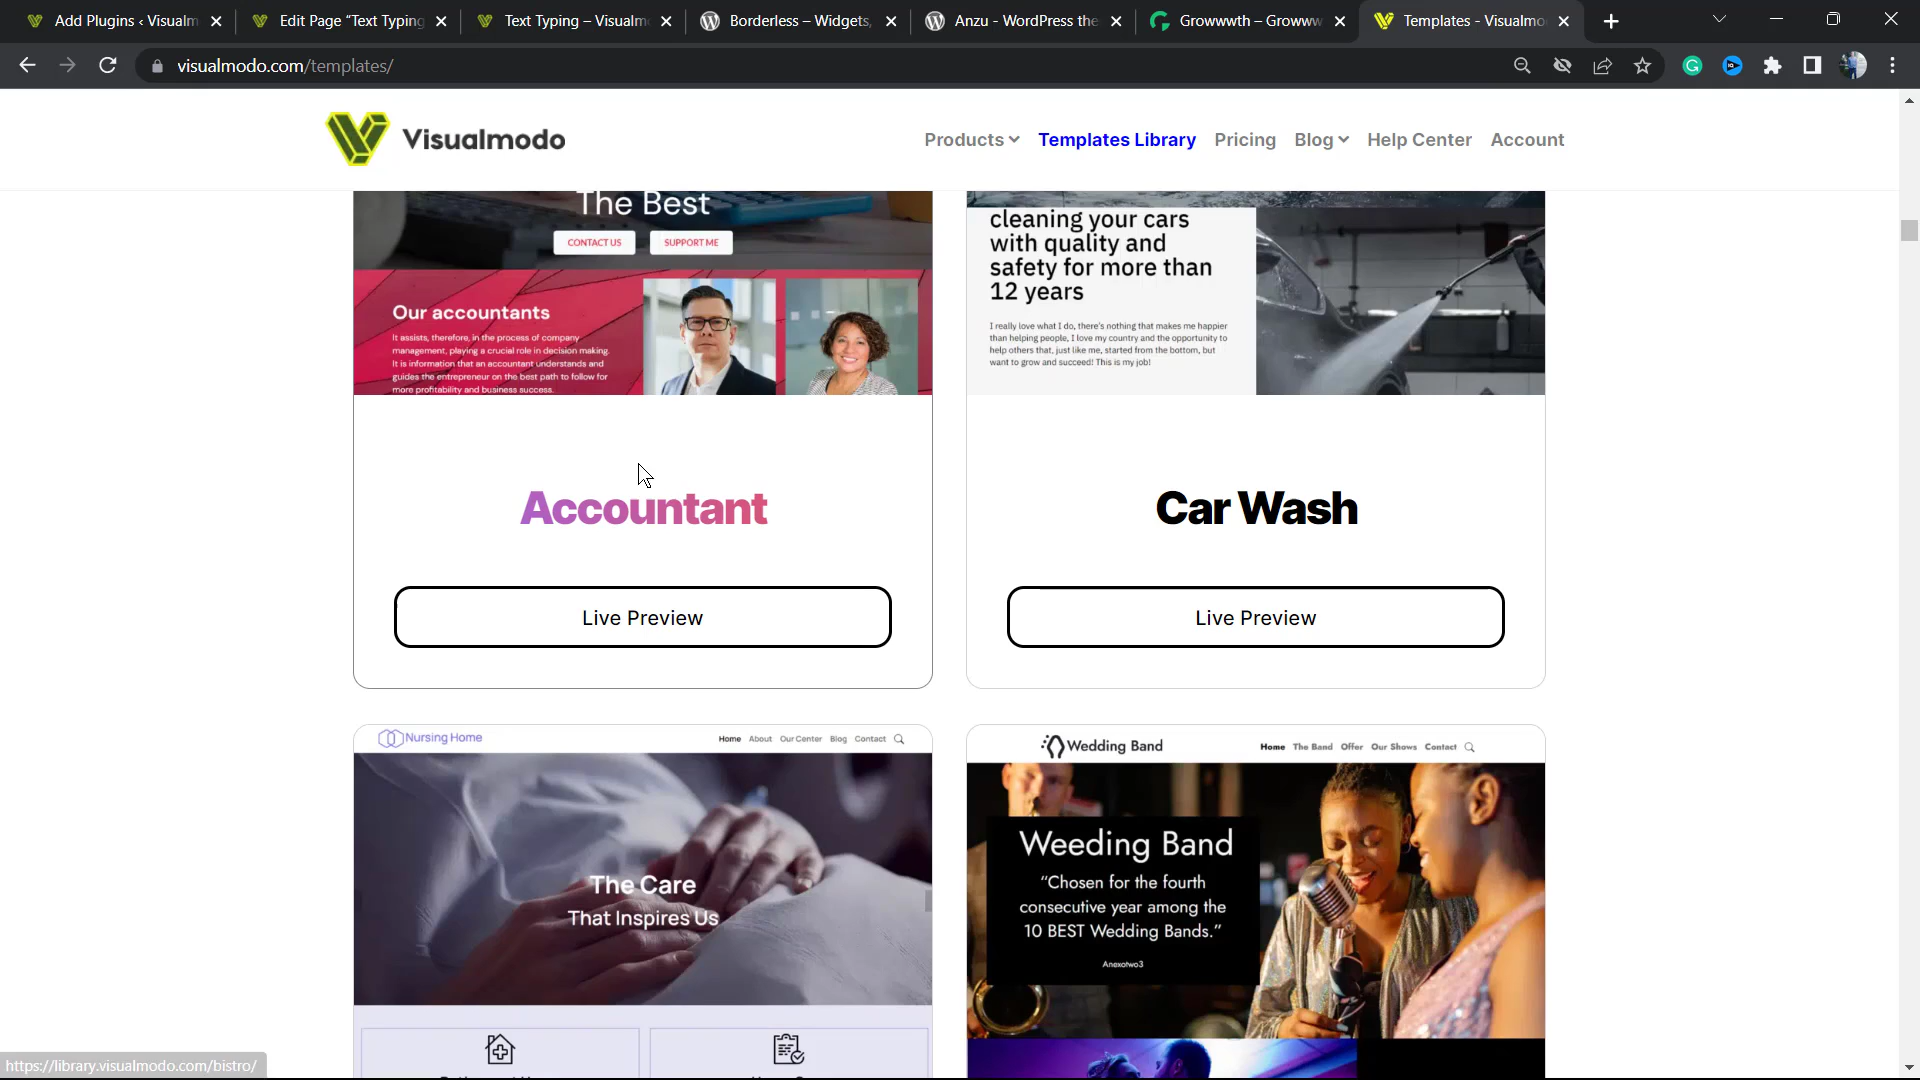 Add Plugins ‹ Visualm
Edit Page “Text Typing
Text Typing – Visualm
Borderless – Widgets,
Anzu - WordPress the
Growwwth – Growww
Templates - Visualmo
visualmodo.com/templates/
Visualmodo
Products
Templates Library
Pricing
Blog
Help Center
Account
The Best
CONTACT US
SUPPORT ME
Our accountants
It assists, therefore, in the process of company
management, playing a crucial role in decision making.
It is information that an accountant understands and
guides the entrepreneur on the best path to follow for
more profitability and business success.
cleaning your cars
with quality and
safety for more than
12 years
I really love what I do, there's nothing that makes me happier
than helping people, I love my country and the opportunity to
help others that, just like me, started from the bottom, but
want to grow and succeed! This is my job!
Accountant
Car Wash
Live Preview
Live Preview
Nursing Home
Home About Our Center Blog Contact
The Care
That Inspires Us
Wedding Band
Home The Band Offer Our Shows Contact
Weeding Band
“Chosen for the fourth
consecutive year among the
10 BEST Wedding Bands.”
Anexotwo3
https://library.visualmodo.com/bistro/